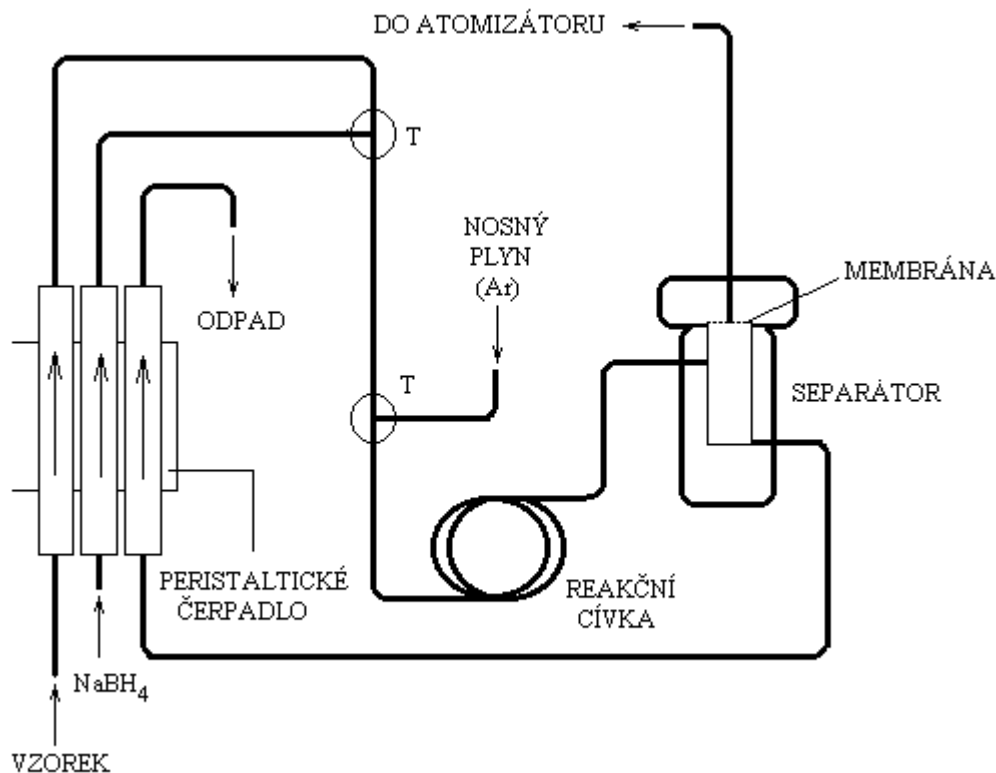 DO ATOMIZÁTORU
T
NOSNÝ
PLYN
(Ar)
MEMBRÁNA
ODPAD
T
SEPARÁTOR
PERISTALTICKÉ
ČERPADLO
REAKČNÍ
CÍVKA
NaBH4
VZOREK